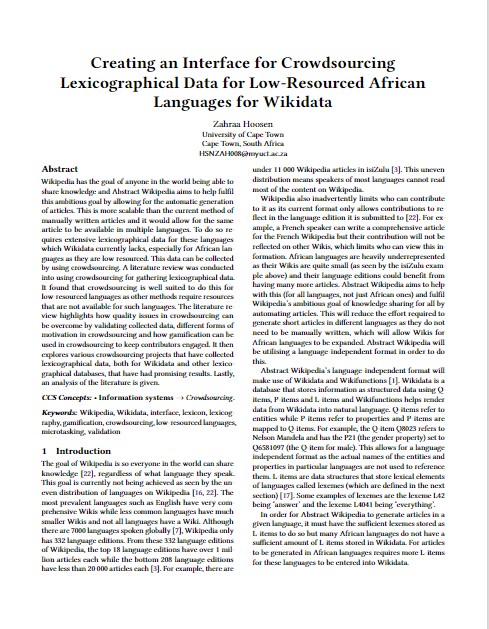 Creating an Interface for Crowdsourcing
Lexicographical Data for Low-Resourced African
Languages for Wikidata
Zahraa Hoosen
University of Cape Town
Cape Town, South Africa
HSNZAH008@myuct.ac.za
Abstract
Wikipedia has the goal of anyone in the world being able to
share knowledge and Abstract Wikipedia aims to help fulfil
this ambitious goal by allowing for the automatic generation
of articles. This is more scalable than the current method of
manually written articles and it would allow for the same
article to be available in multiple languages. To do so re-
quires extensive lexicographical data for these languages
which Wikidata currently lacks, especially for African lan-
guages as they are low resourced. This data can be collected
by using crowdsourcing. A literature review was conducted
into using crowdsourcing for gathering lexicographical data.
It found that crowdsourcing is well suited to do this for
low resourced languages as other methods require resources
that are not available for such languages. The literature re-
view highlights how quality issues in crowdsourcing can
be overcome by validating collected data, different forms of
motivation in crowdsourcing and how gamification can be
used in crowdsourcing to keep contributors engaged. It then
explores various crowdsourcing projects that have collected
lexicographical data, both for Wikidata and other lexico-
graphical databases, that have had promising results. Lastly,
an analysis of the literature is given.
CCS Concepts: • Information systems → Crowdsourcing.
Keywords: Wikipedia, Wikidata, interface, lexicon, lexicog-
raphy, gamification, crowdsourcing, low resourced languages,
microtasking, validation
1 Introduction
The goal of Wikipedia is so everyone in the world can share
knowledge [22], regardless of what language they speak.
This goal is currently not being achieved as seen by the un-
even distribution of languages on Wikipedia [16, 22]. The
most prevalent languages such as English have very com-
prehensive Wikis while less common languages have much
smaller Wikis and not all languages have a Wiki. Although
there are 7000 languages spoken globally [7], Wikipedia only
has 332 language editions. From these 332 language editions
of Wikipedia, the top 18 language editions have over 1 mil-
lion articles each while the bottom 208 language editions
have less than 20 000 articles each [3]. For example, there are
under 11 000 Wikipedia articles in isiZulu [3]. This uneven
distribution means speakers of most languages cannot read
most of the content on Wikipedia.
Wikipedia also inadvertently limits who can contribute
to it as its current format only allows contributions to re-
flect in the language edition it is submitted to [22]. For ex-
ample, a French speaker can write a comprehensive article
for the French Wikipedia but their contribution will not be
reflected on other Wikis, which limits who can view this in-
formation. African languages are heavily underrepresented
as their Wikis are quite small (as seen by the isiZulu exam-
ple above) and their language editions could benefit from
having many more articles. Abstract Wikipedia aims to help
with this (for all languages, not just African ones) and fulfil
Wikipedia's ambitious goal of knowledge sharing for all by
automating articles. This will reduce the effort required to
generate short articles in different languages as they do not
need to be manually written, which will allow Wikis for
African languages to be expanded. Abstract Wikipedia will
be utilising a language independent format in order to do
this.
Abstract Wikipedia's language independent format will
make use of Wikidata and Wikifunctions [1]. Wikidata is a
database that stores information as structured data using Q
items, P items and L items and Wikifunctions helps render
data from Wikidata into natural language. Q items refer to
entities while P items refer to properties and P items are
mapped to Q items. For example, the Q item Q8023 refers to
Nelson Mandela and has the P21 (the gender property) set to
Q6581097 (the Q item for male). This allows for a language
independent format as the actual names of the entities and
properties in particular languages are not used to reference
them. L items are data structures that store lexical elements
of languages called lexemes (which are defined in the next
section) [17]. Some examples of lexemes are the lexeme L42
being 'answer' and the lexeme L4041 being 'everything'.
In order for Abstract Wikipedia to generate articles in a
given language, it must have the sufficient lexemes stored as
L items to do so but many African languages do not have a
sufficient amount of L items stored in Wikidata. For articles
to be generated in African languages requires more L items
for these languages to be entered into Wikidata.